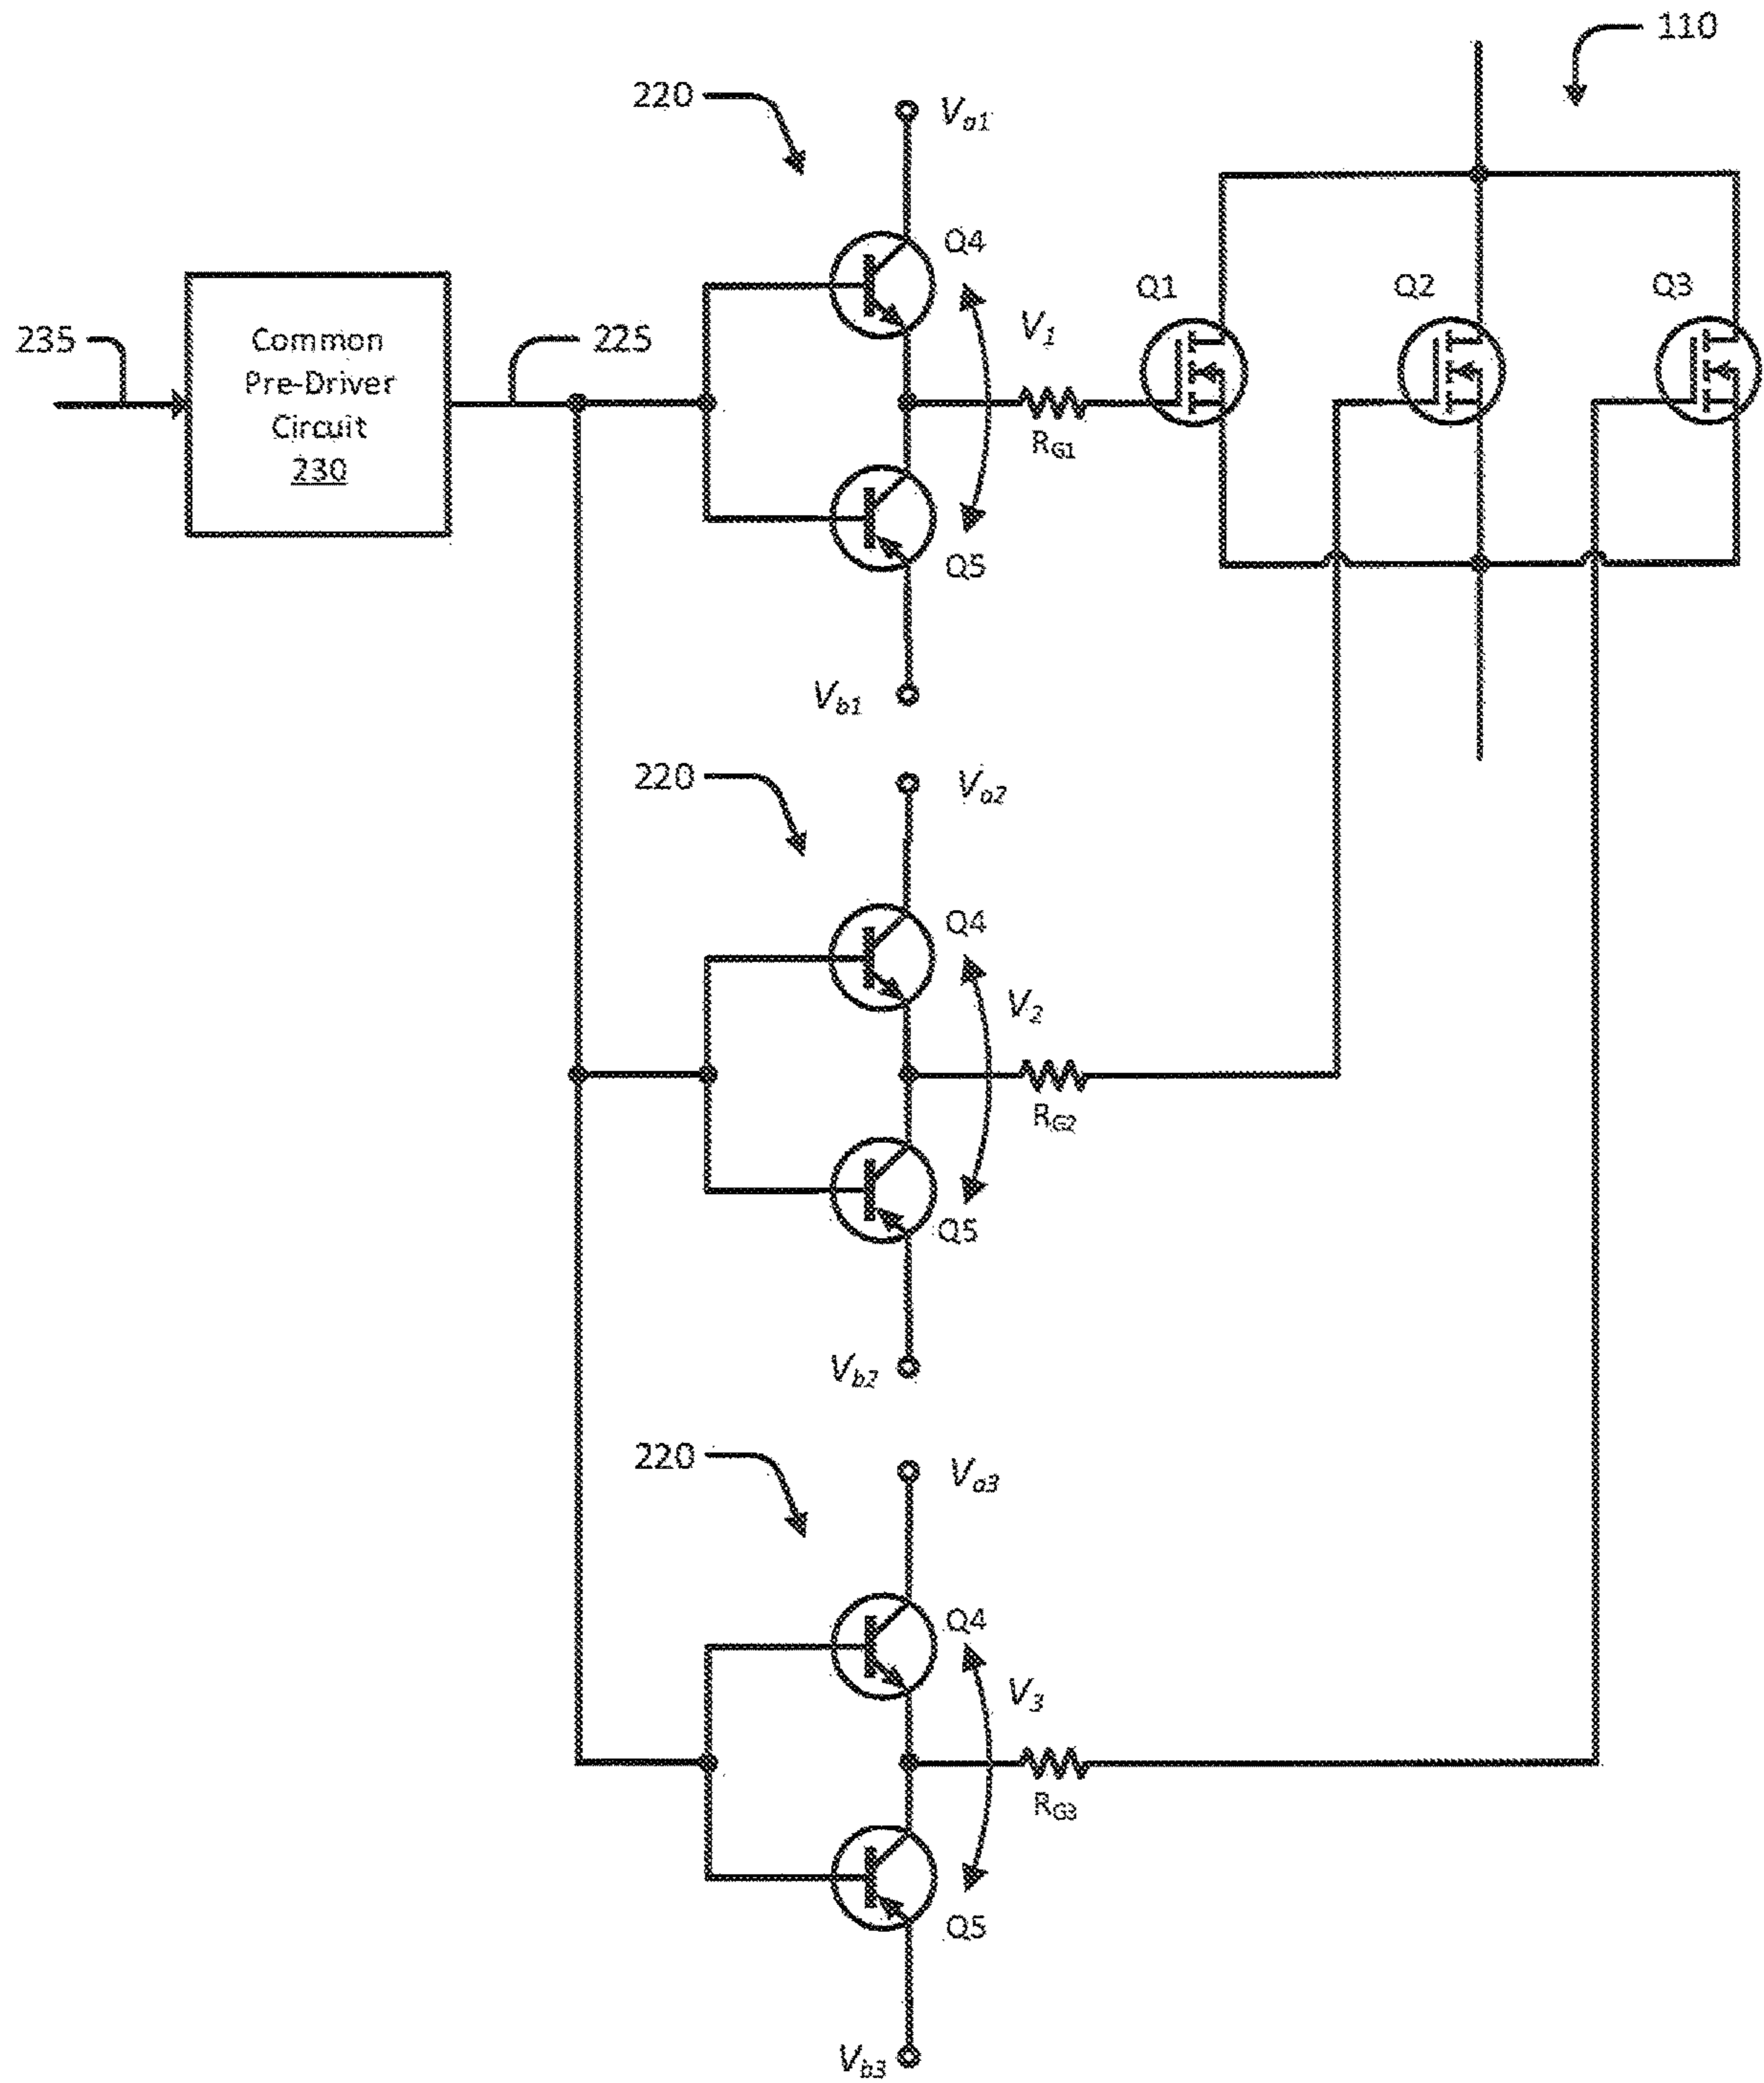 110
220
Va1
Q4
Q1
Q2
Q3
235
Common
Pre-Driver
Circuit
230
225
V1
RG1
Q5
Vb1
220
Va2
Q4
V2
RG2
Q5
Vb2
220
Va3
Q4
V3
RG3
Q5
Vb3